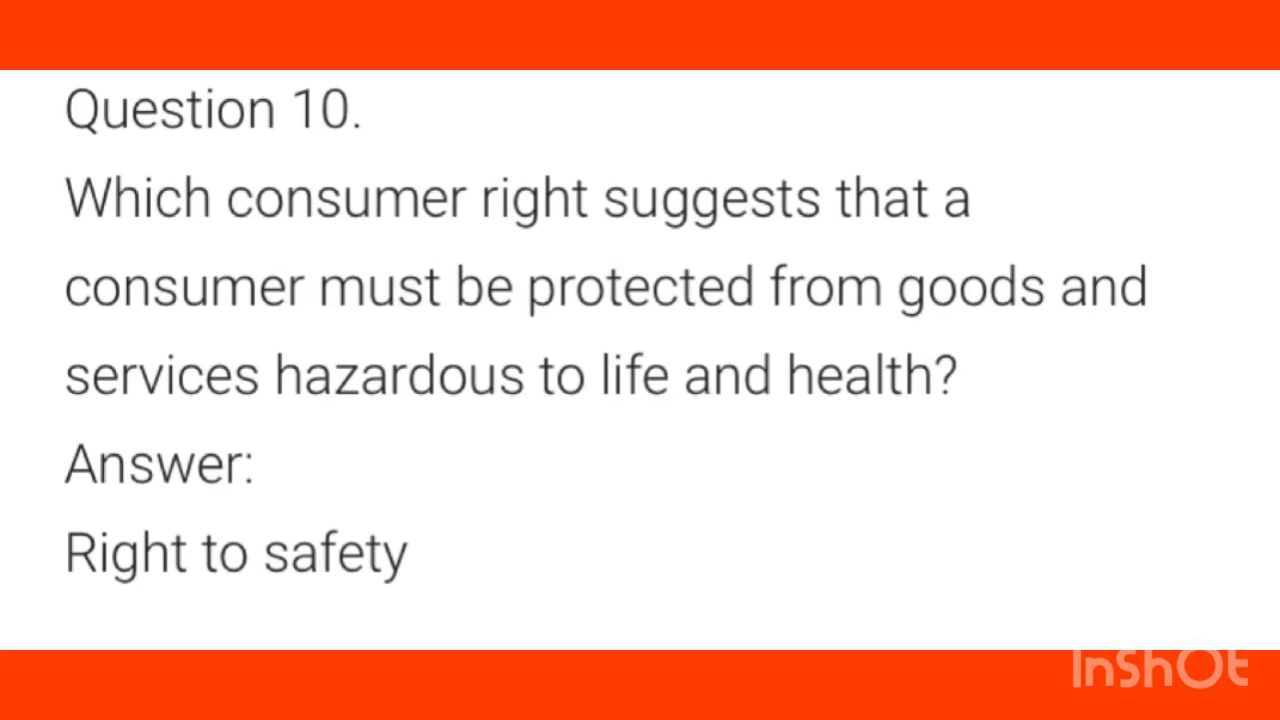 Question 10.
Which consumer right suggests that a
consumer must be protected from goods and
services hazardous to life and health?
Answer:
Right to safety
InShOt